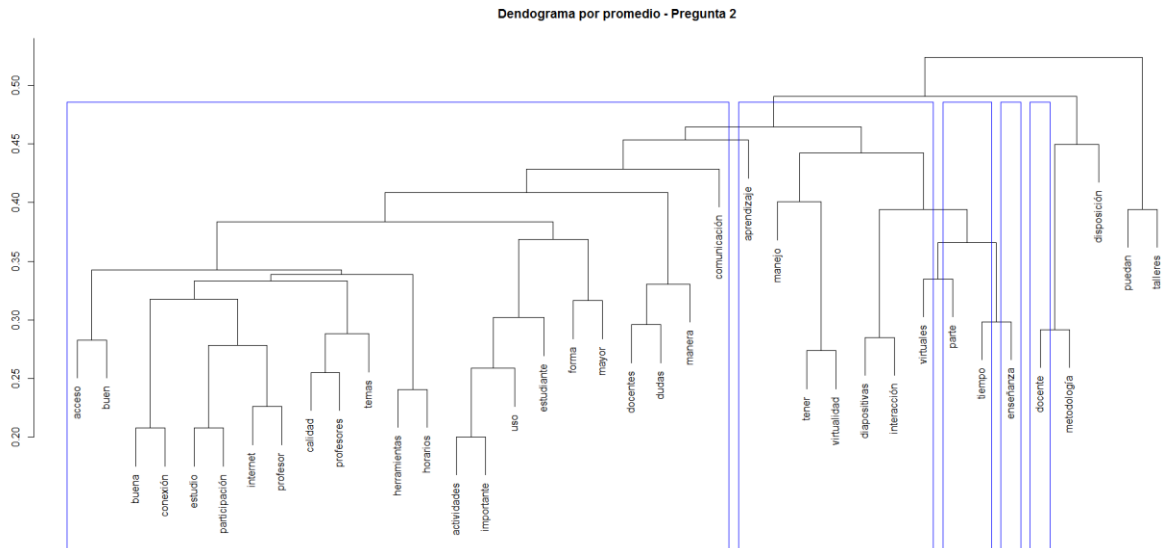 Dendograma por promedio - Pregunta 2
0.50
0.45
0.40
0.35
0.30
0.25
0.20
acceso
buen
buena
conexión
estudio
participación
internet
profesor
calidad
profesores
temas
herramientas
horarios
actividades
importante
uso
estudiante
forma
mayor
docentes
dudas
manera
comunicación
aprendizaje
manejo
tener
virtualidad
diapositivas
interacción
virtuales
parte
tiempo
enseñanza
docente
metodología
disposición
puedan
talleres